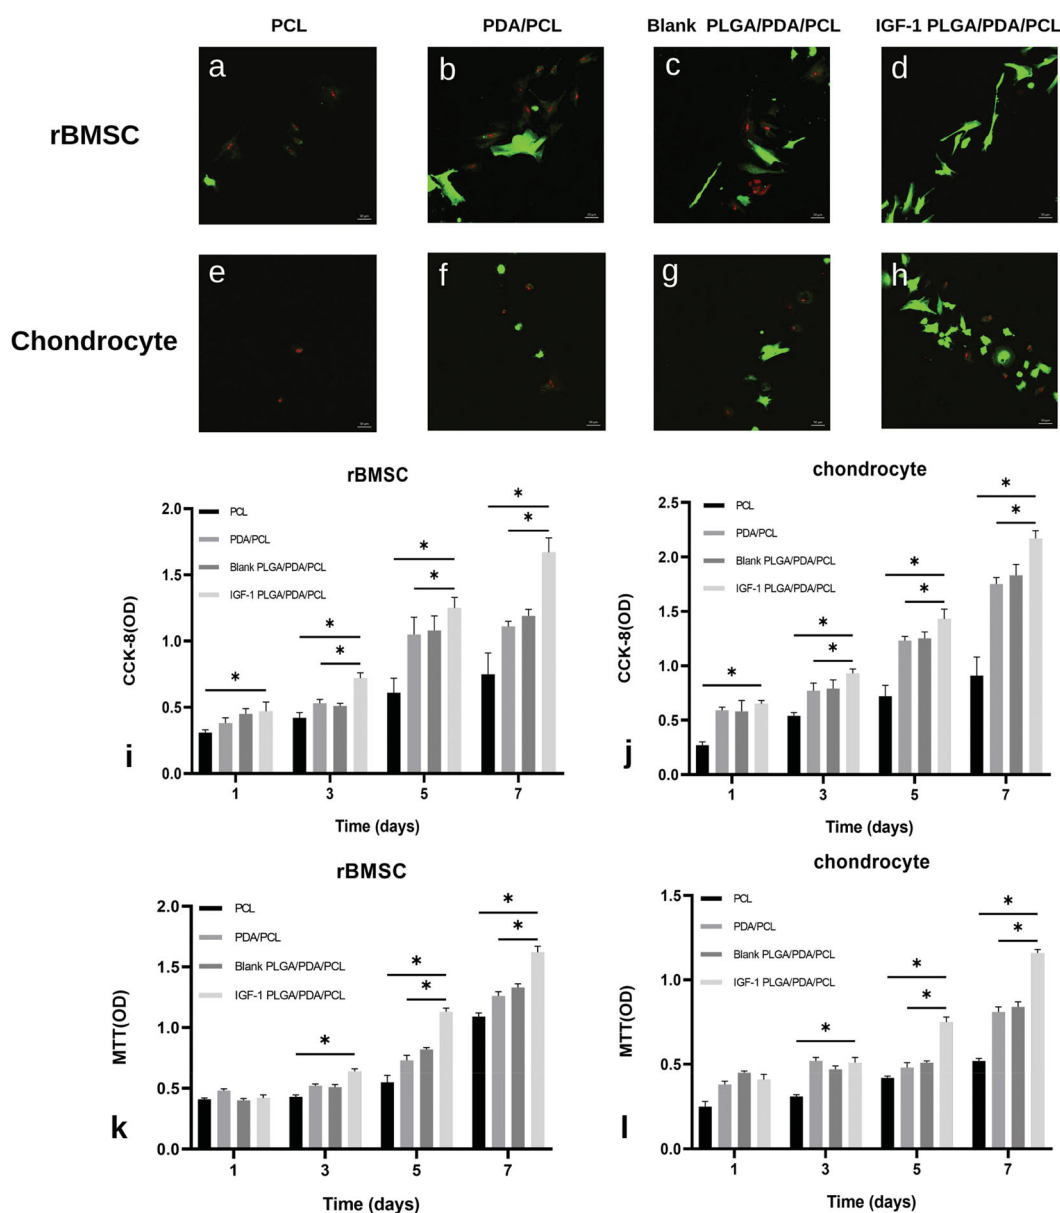 PCL PDA/PCL Blank PLGA/PDA/PCL IGF-1 PLGA/PDA/PCL
rBMSC
a b c d
Chondrocyte
e f g h
rBMSC
CCK-8(OD)
2.0
1.5
1.0
0.5
0.0
PCL
PDA/PCL
Blank PLGA/PDA/PCL
IGF-1 PLGA/PDA/PCL
* * * * * * *
1 3 5 7
Time (days)
i
chondrocyte
CCK-8(OD)
2.5
2.0
1.5
1.0
0.5
0.0
PCL
PDA/PCL
Blank PLGA/PDA/PCL
IGF-1 PLGA/PDA/PCL
* * * * * * *
1 3 5 7
Time (days)
j
rBMSC
MTT(OD)
2.0
1.5
1.0
0.5
0.0
PCL
PDA/PCL
Blank PLGA/PDA/PCL
IGF-1 PLGA/PDA/PCL
* * * * *
1 3 5 7
Time (days)
k
chondrocyte
MTT(OD)
1.5
1.0
0.5
0.0
PCL
PDA/PCL
Blank PLGA/PDA/PCL
IGF-1 PLGA/PDA/PCL
* * * * *
1 3 5 7
Time (days)
l